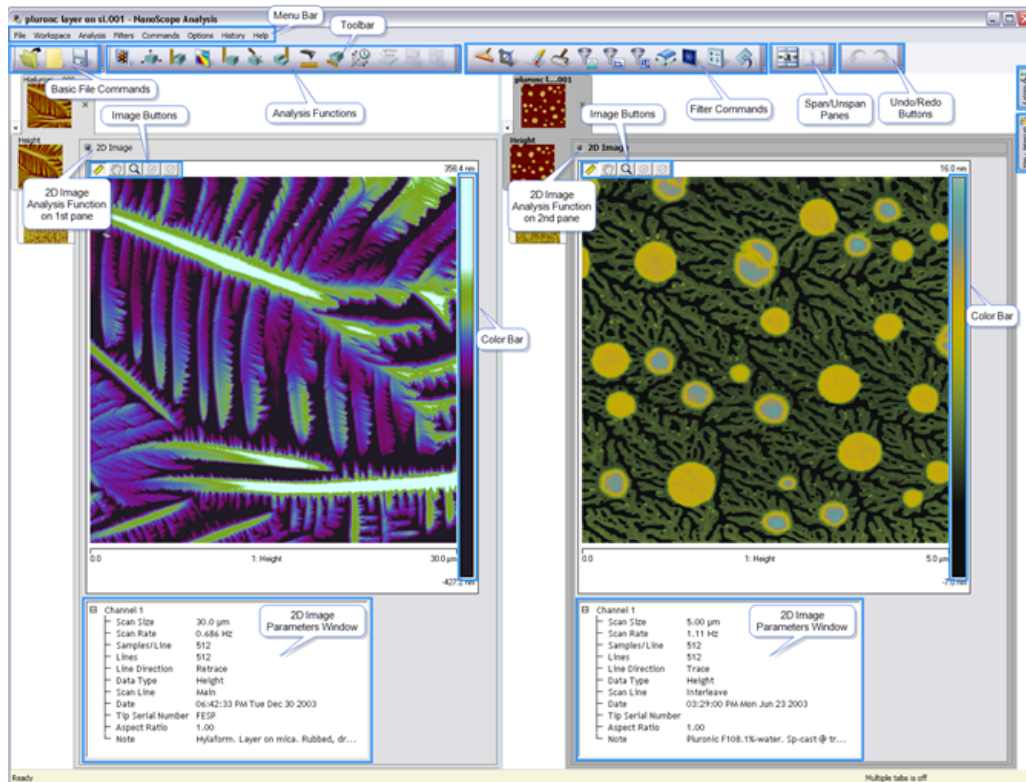 pluronc layer on si.001 - NanoScope Analysis
Menu Bar
File Workspace Analysis Filters Commands Options History Help
Toolbar
Basic File Commands
Analysis Functions
Filter Commands
Span/Unspan
Panes
Undo/Redo
Buttons
Image Buttons
Height
2D Image
358.4 nm
2D Image
Analysis Function
on 1st pane
Color Bar
0.0 1: Height 30.0 µm
-427.2 nm
Channel 1
Scan Size 30.0 µm
Scan Rate 0.686 Hz
Samples/Line 512
Lines 512
Line Direction Retrace
Data Type Height
Scan Line Main
Date 06:42:33 PM Tue Dec 30 2003
Tip Serial Number FESP
Aspect Ratio 1.00
Note Hylaform. Layer on mica. Rubbed, dr...
2D Image
Parameters Window
pluronc l....001
Image Buttons
Height
2D Image
16.0 nm
2D Image
Analysis Function
on 2nd pane
Color Bar
0.0 1: Height 5.0 µm
Channel 1
Scan Size 5.00 µm
Scan Rate 1.11 Hz
Samples/Line 512
Lines 512
Line Direction Trace
Data Type Height
Scan Line Interleave
Date 03:29:00 PM Mon Jun 23 2003
Tip Serial Number
Aspect Ratio 1.00
Note Pluronic F108.1%-water. Sp-cast @ tr...
2D Image
Parameters Window
Ready
Multiple tabs is off